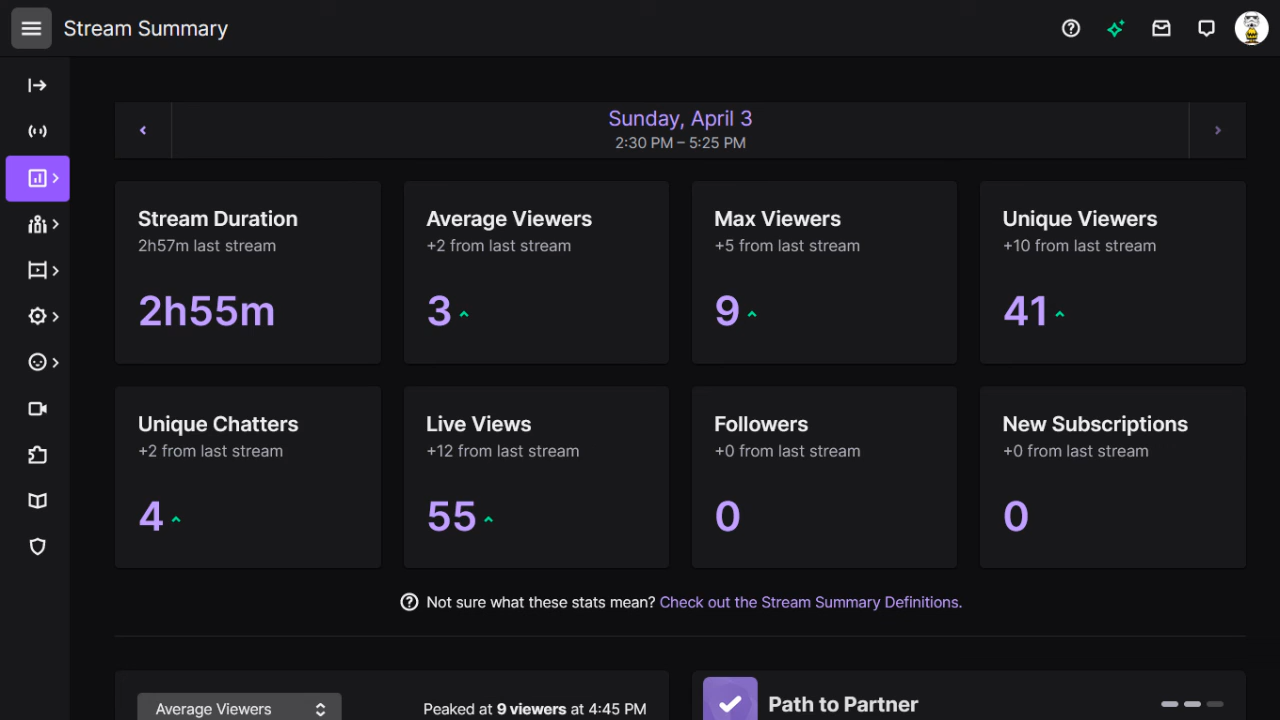 Stream Summary
Sunday, April 3
2:30 PM – 5:25 PM
Stream Duration
2h57m last stream
2h55m
Average Viewers
+2 from last stream
3
Max Viewers
+5 from last stream
9
Unique Viewers
+10 from last stream
41
Unique Chatters
+2 from last stream
4
Live Views
+12 from last stream
55
Followers
+0 from last stream
0
New Subscriptions
+0 from last stream
0
Not sure what these stats mean? Check out the Stream Summary Definitions.
Average Viewers
Peaked at 9 viewers at 4:45 PM
Path to Partner